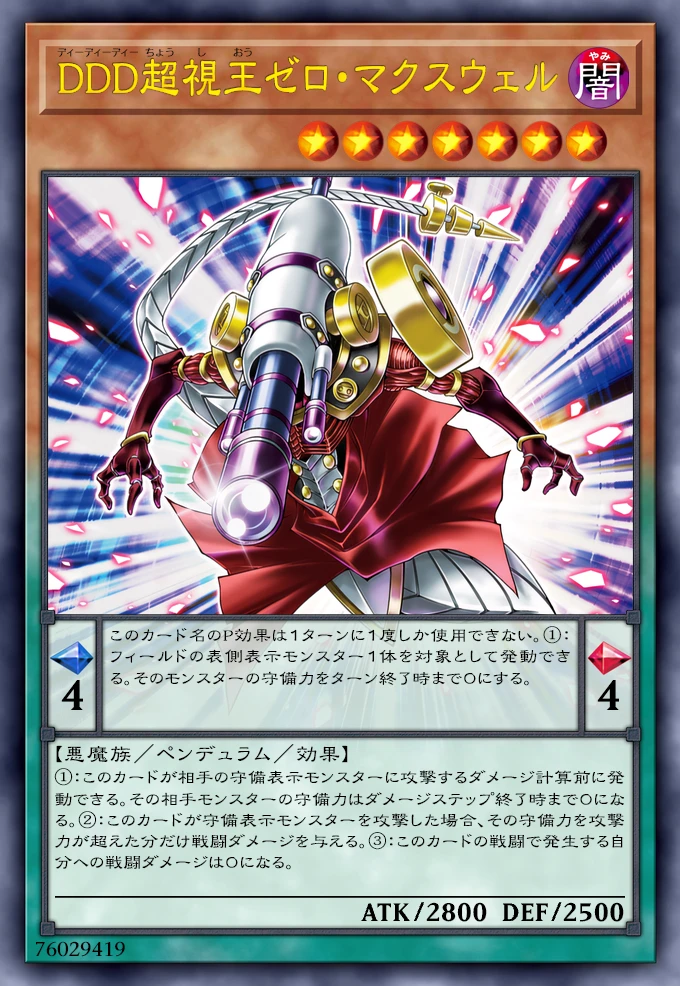 ディーディーディー ちょう し おう
DDD超視王ゼロ・マクスウェル
やみ
闇
このカード名のP効果は1ターンに1度しか使用できない。①:
フィールドの表側表示モンスター1体を対象として発動でき
る。そのモンスターの守備力をターン終了時まで0にする。
4
4
【悪魔族／ペンデュラム／効果】
①:このカードが相手の守備表示モンスターに攻撃するダメージ計算前に発
動できる。その相手モンスターの守備力はダメージステップ終了時まで0にな
る。②:このカードが守備表示モンスターを攻撃した場合、その守備力を攻撃
力が超えた分だけ戦闘ダメージを与える。③:このカードの戦闘で発生する自
分への戦闘ダメージは0になる。
ATK/2800 DEF/2500
76029419